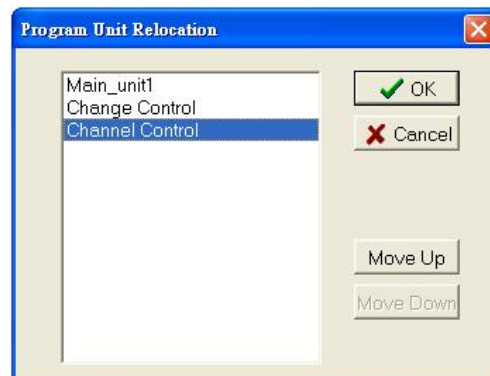 Program Unit Relocation
Main_unit1
Change Control
Channel Control
OK
Cancel
Move Up
Move Down